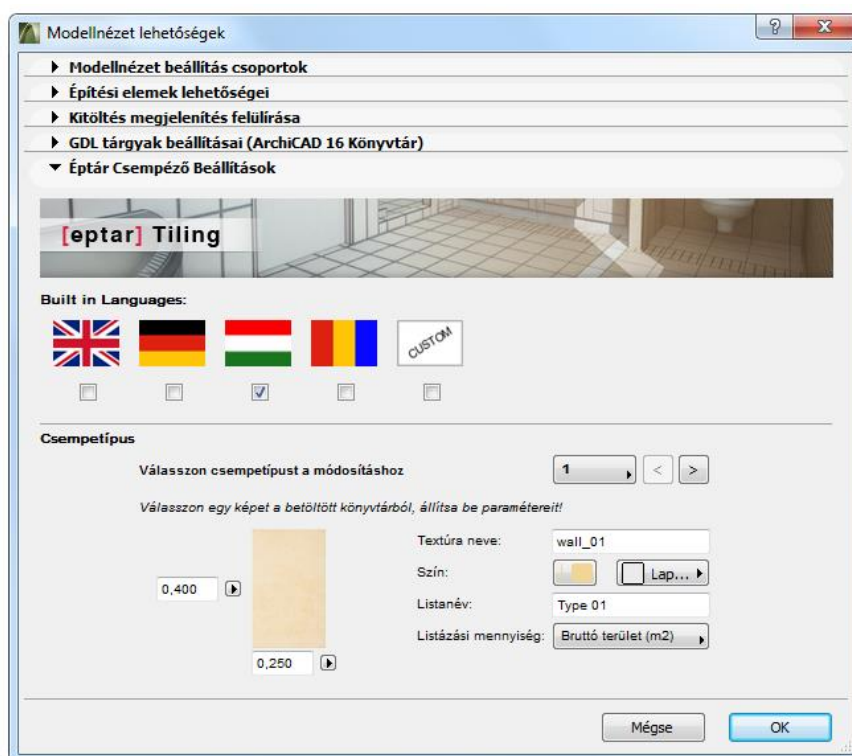 Modellnézet lehetőségek
Modellnézet beállítás csoportok
Építési elemek lehetőségei
Kitöltés megjelenítés felülírása
GDL tárgyak beállításai (ArchiCAD 16 Könyvtár)
Éptár Csempéző Beállítások
[eptar] Tiling
Built in Languages:
CUSTOM
Csempetípus
Válasszon csempetípust a módosításhoz 1 < >
Válasszon egy képet a betöltött könyvtárból, állítsa be paramétereit!
Textúra neve: wall_01
Szín: Lap...
0,400
Listanév: Type 01
Listázási mennyiség: Bruttó terület (m2)
0,250
Mégse OK